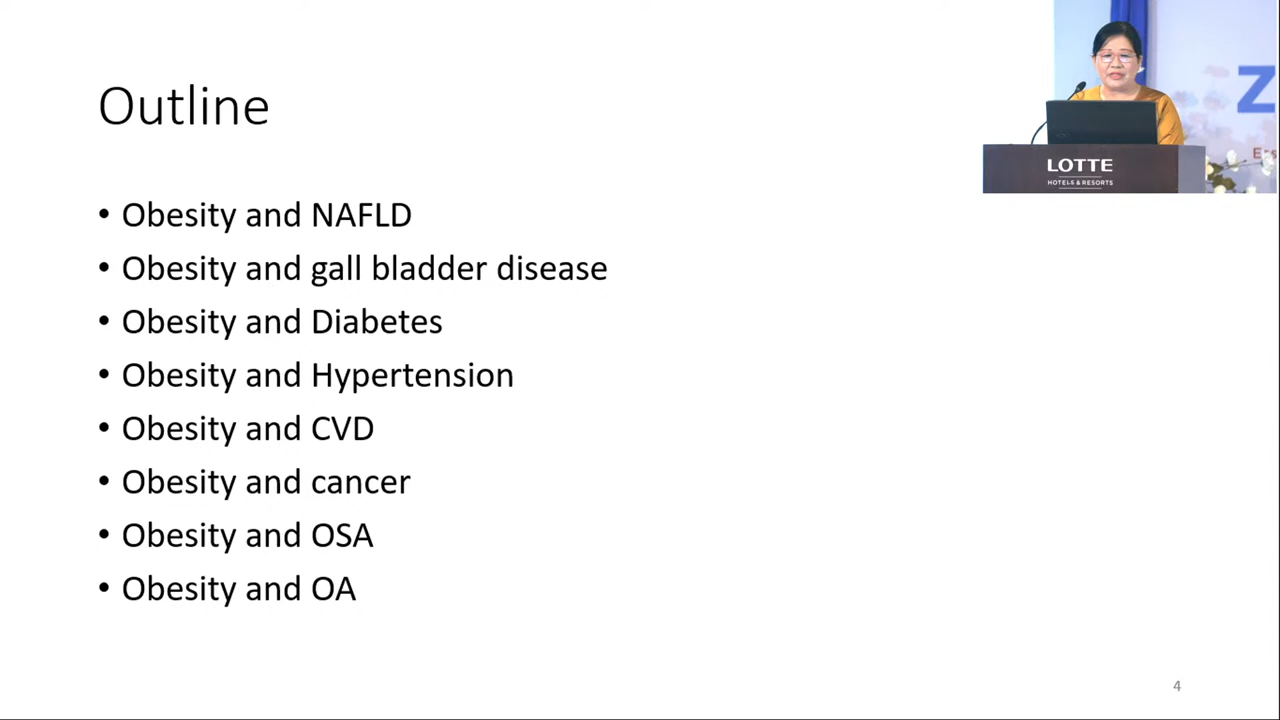 Outline
• Obesity and NAFLD
• Obesity and gall bladder disease
• Obesity and Diabetes
• Obesity and Hypertension
• Obesity and CVD
• Obesity and cancer
• Obesity and OSA
• Obesity and OA
Z
LOTTE
HOTELS & RESORTS
4